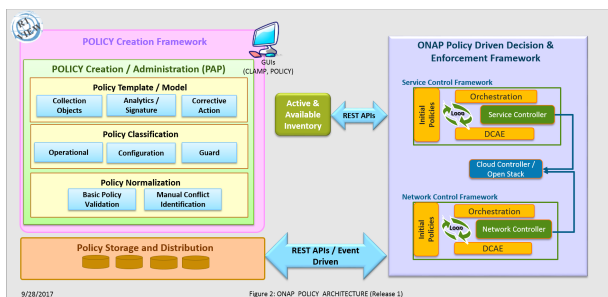 R1 VIEW
POLICY Creation Framework
GUIs
(CLAMP, POLICY)
POLICY Creation / Administration (PAP)
Policy Template / Model
Collection
Objects
Analytics /
Signature
Corrective
Action
Policy Classification
Operational
Configuration
Guard
Policy Normalization
Basic Policy
Validation
Manual Conflict
Identification
Policy Storage and Distribution
Active &
Available
Inventory
REST APIs
REST APIs / Event
Driven
ONAP Policy Driven Decision &
Enforcement Framework
Service Control Framework
Initial
Policies
Orchestration
LOOP
Service Controller
DCAE
Cloud Controller /
Open Stack
Network Control Framework
Initial
Policies
Orchestration
LOOP
Network Controller
DCAE
9/28/2017
Figure 2: ONAP POLICY ARCHITECTURE (Release 1)